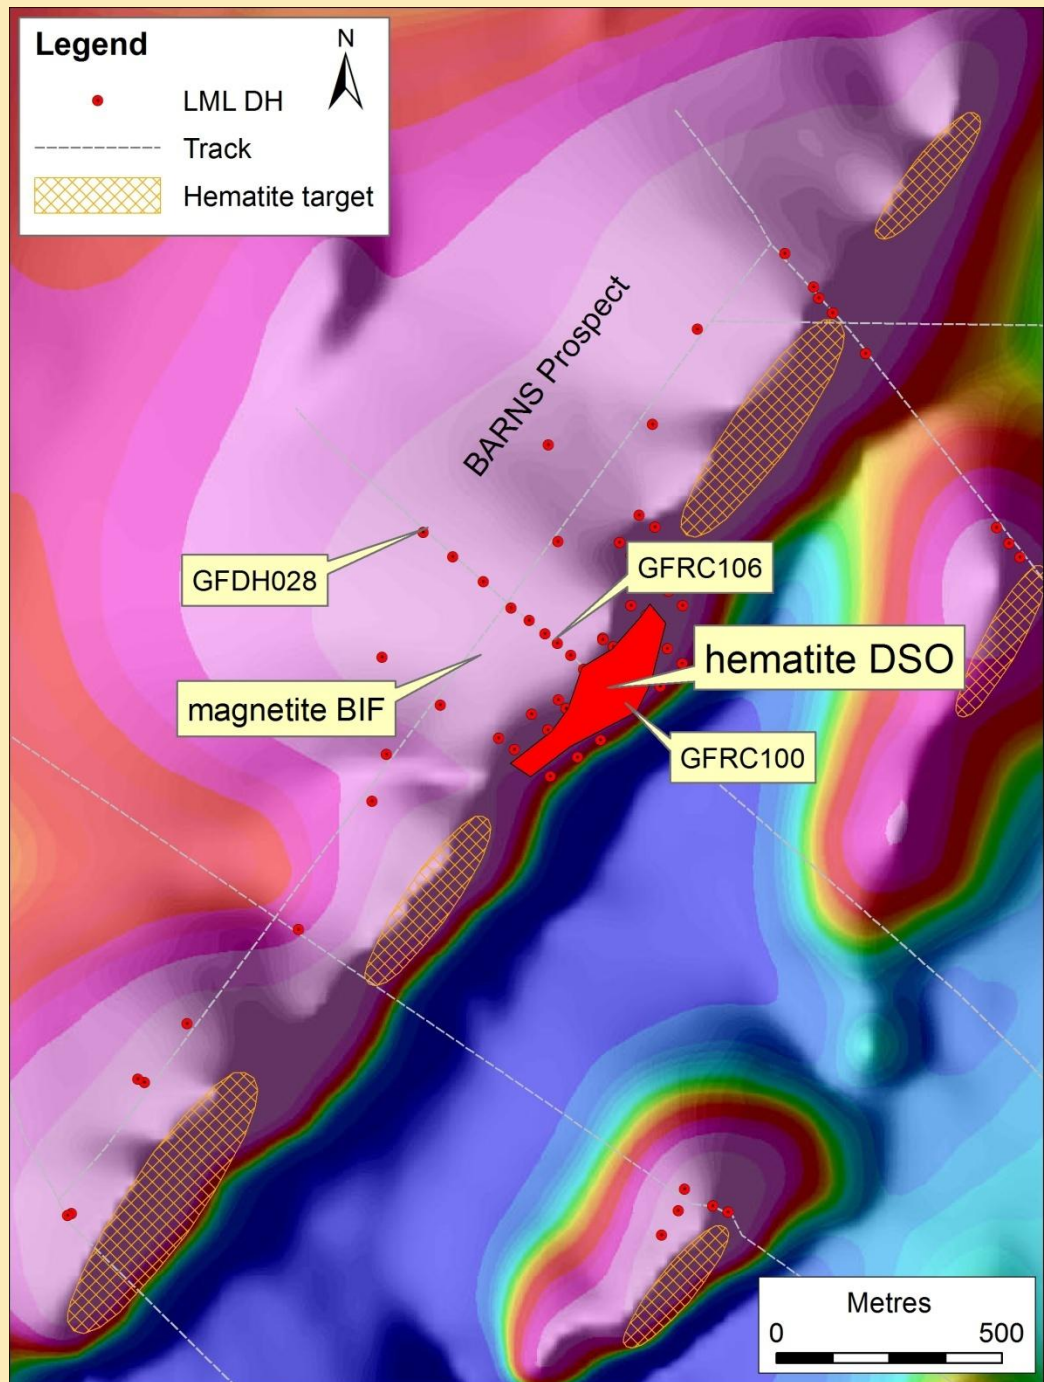 Legend
N
LML DH
Track
Hematite target
BARNS Prospect
GFDH028
GFRC106
hematite DSO
magnetite BIF
GFRC100
Metres
0 500